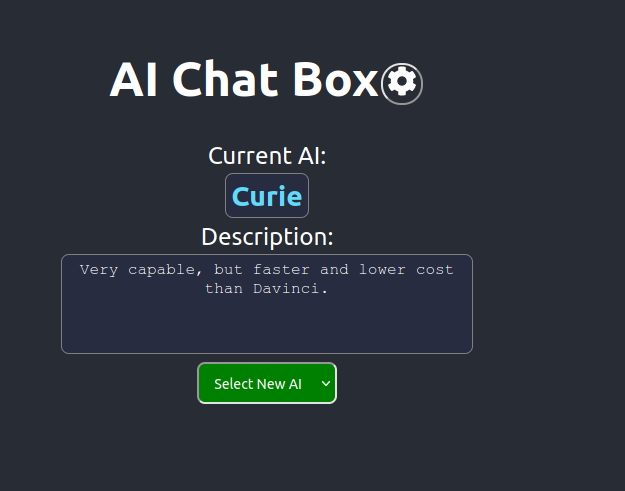 AI Chat Box
Current AI:
Curie
Description:
Very capable, but faster and lower cost
than Davinci.
Select New AI